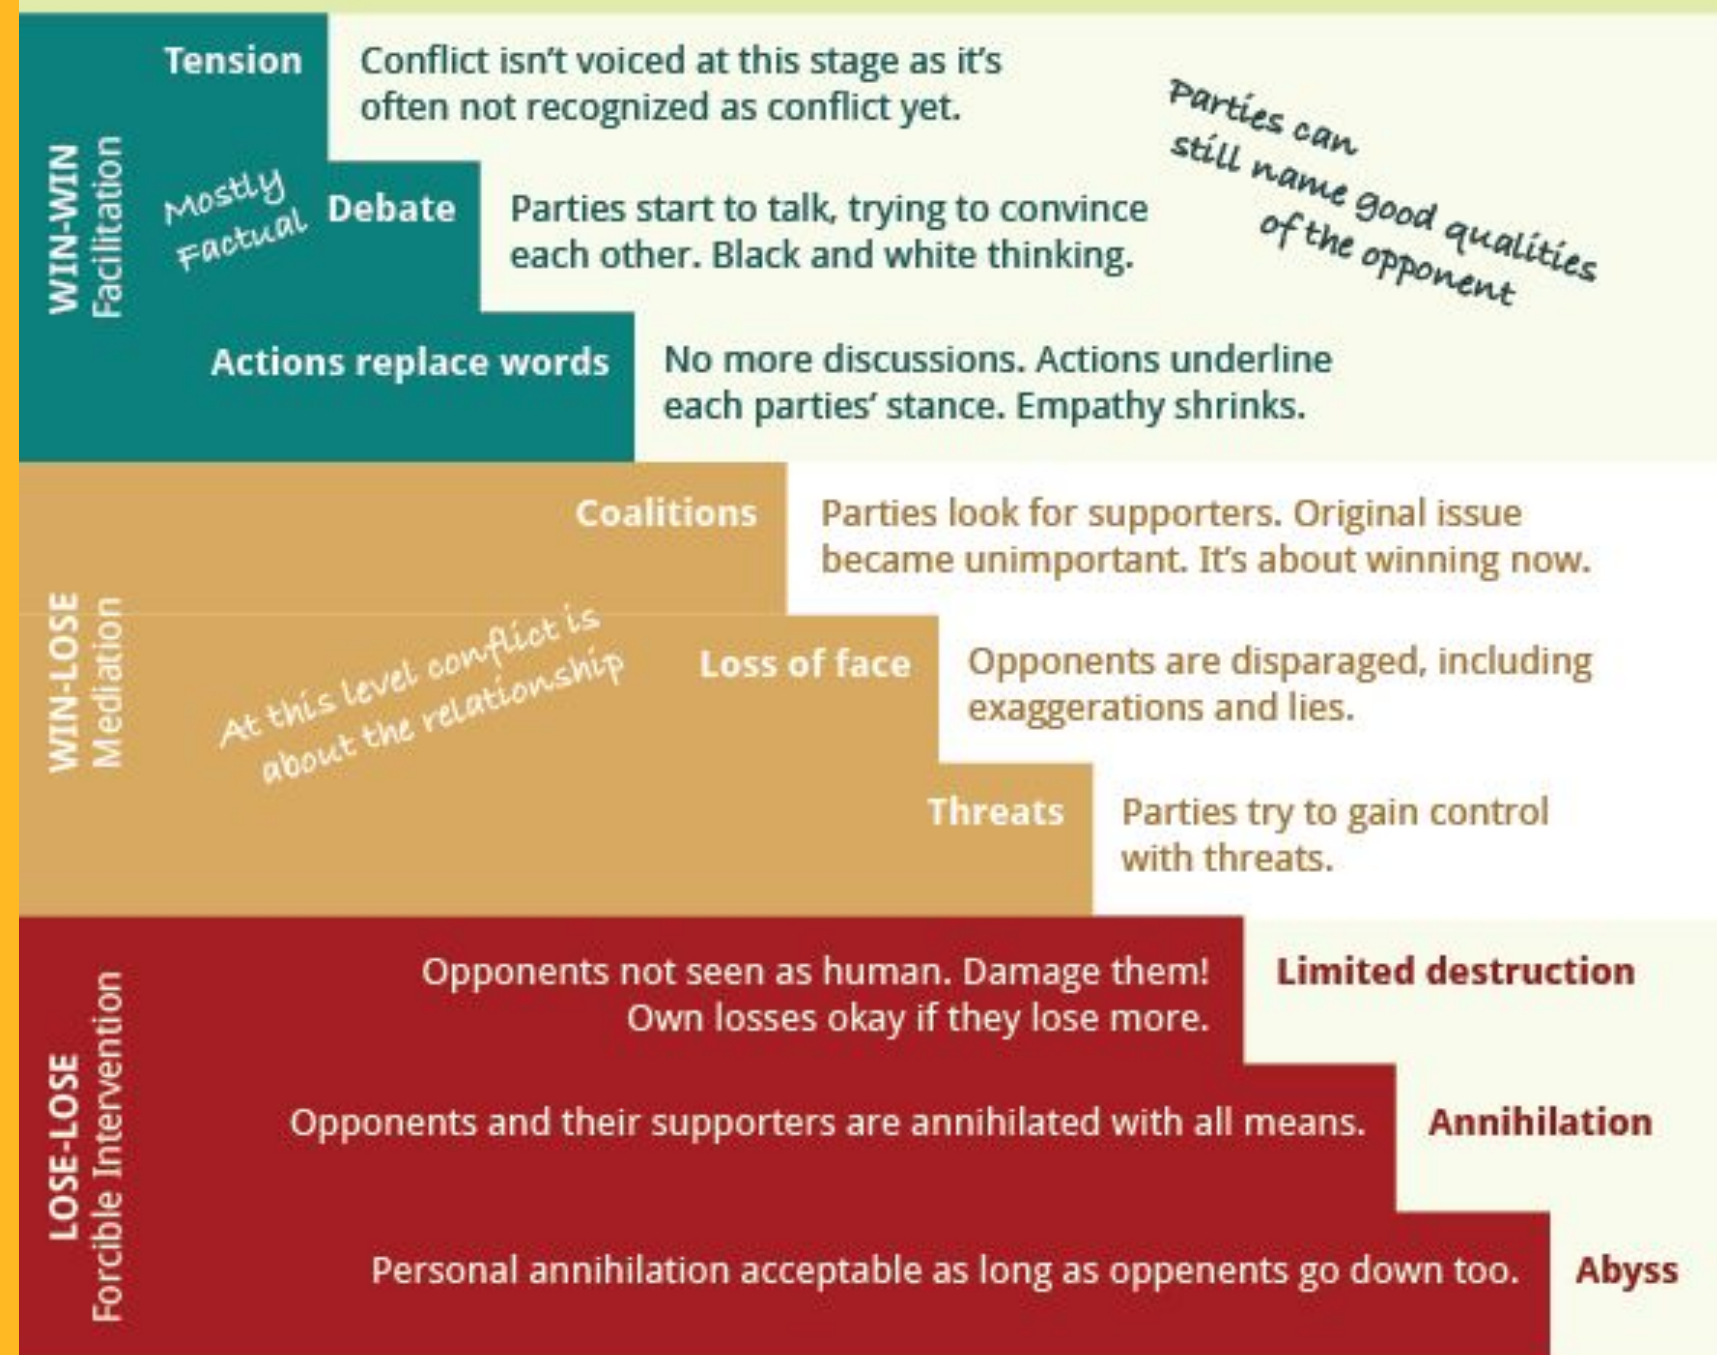 WIN-WIN
Facilitation
Tension
Conflict isn't voiced at this stage as it's
often not recognized as conflict yet.
Parties can
still name good qualities
of the opponent
Mostly
Factual
Debate
Parties start to talk, trying to convince
each other. Black and white thinking.
Actions replace words
No more discussions. Actions underline
each parties' stance. Empathy shrinks.
WIN-LOSE
Mediation
Coalitions
Parties look for supporters. Original issue
became unimportant. It's about winning now.
At this level conflict is
about the relationship
Loss of face
Opponents are disparaged, including
exaggerations and lies.
Threats
Parties try to gain control
with threats.
LOSE-LOSE
Forcible Intervention
Opponents not seen as human. Damage them!
Own losses okay if they lose more.
Limited destruction
Opponents and their supporters are annihilated with all means.
Annihilation
Personal annihilation acceptable as long as oppenents go down too.
Abyss